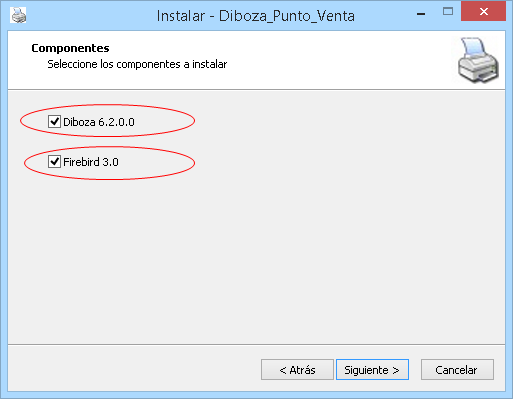 Instalar - Diboza_Punto_Venta
Componentes
Seleccione los componentes a instalar
Diboza 6.2.0.0
Firebird 3.0
< Atrás
Siguiente >
Cancelar